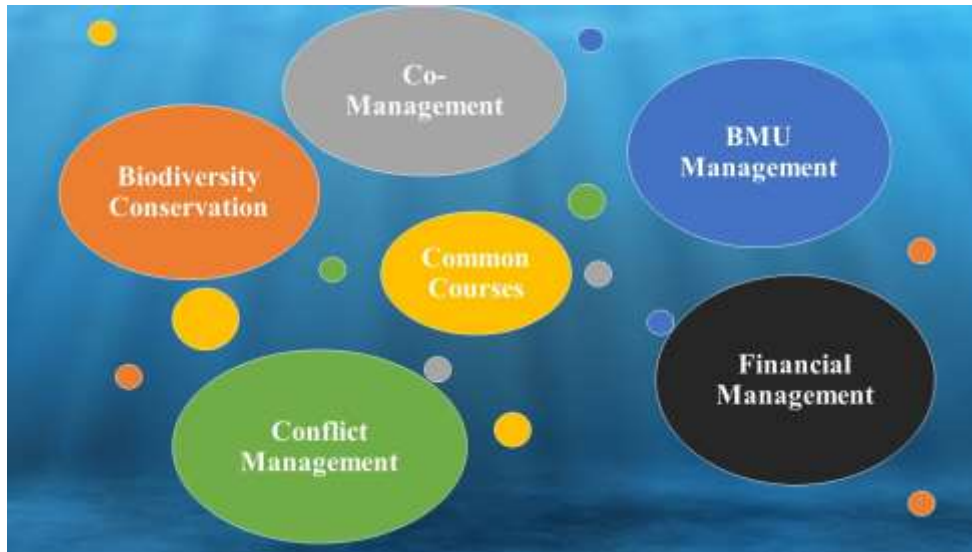 Co-
Management
BMU
Management
Biodiversity
Conservation
Common
Courses
Financial
Management
Conflict
Management